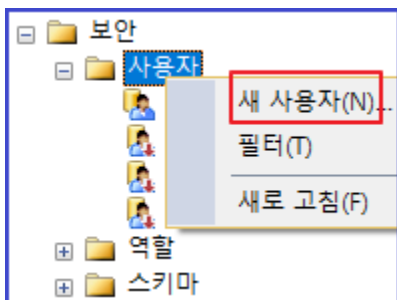 보안
사용자
새 사용자(N)...
필터(T)
새로 고침(F)
역할
스키마